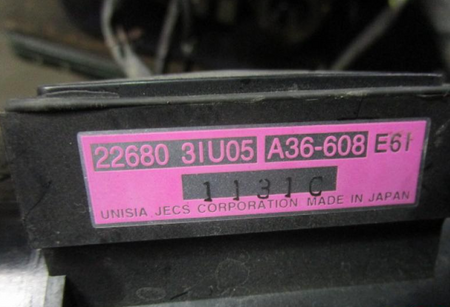 22680 31U05 A36-608 E61
1131C
UNISIA JECS CORPORATION MADE IN JAPAN